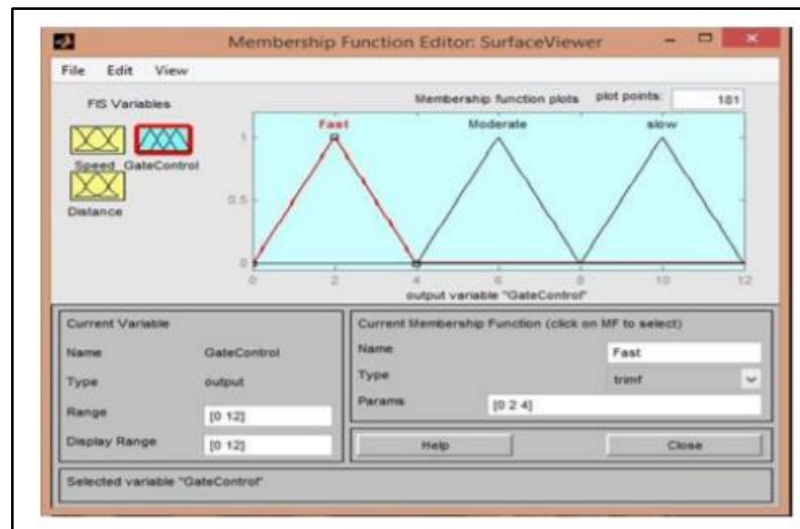 Membership Function Editor: SurfaceViewer
File Edit View
FIS Variables
Membership function plots plot points: 181
Speed GateControl
Distance
Fast Moderate slow
1
0.5
0
0 2 4 6 8 10 12
output variable "GateControl"
Current Variable
Name GateControl
Type output
Range [0 12]
Display Range [0 12]
Current Membership Function (click on MF to select)
Name Fast
Type trimf
Params [0 2 4]
Help Close
Selected variable "GateControl"